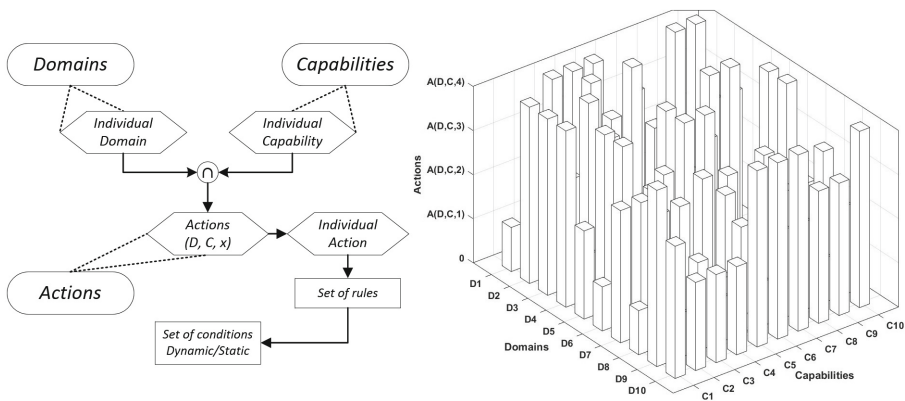 Domains
Capabilities
Individual
Domain
Individual
Capability
∩
Actions
(D, C, x)
Individual
Action
Actions
Set of rules
Set of conditions
Dynamic/Static
A(D,C,4)
A(D,C,3)
A(D,C,2)
A(D,C,1)
0
Actions
D1
D2
D3
D4
D5
D6
D7
D8
D9
D10
Domains
C1
C2
C3
C4
C5
C6
C7
C8
C9
C10
Capabilities